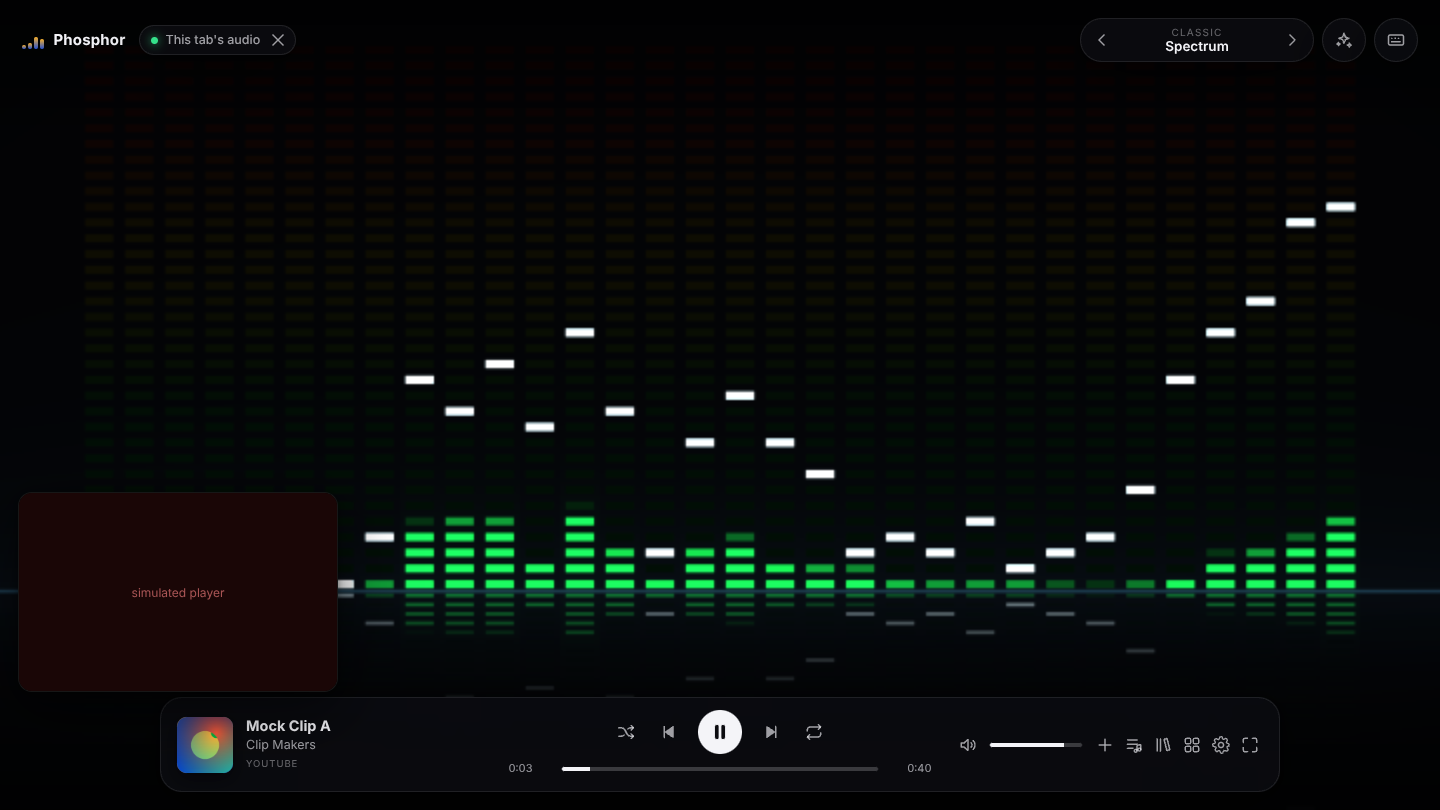 Phosphor
This tab's audio
CLASSIC
Spectrum
simulated player
Mock Clip A
Clip Makers
YOUTUBE
0:03
0:40